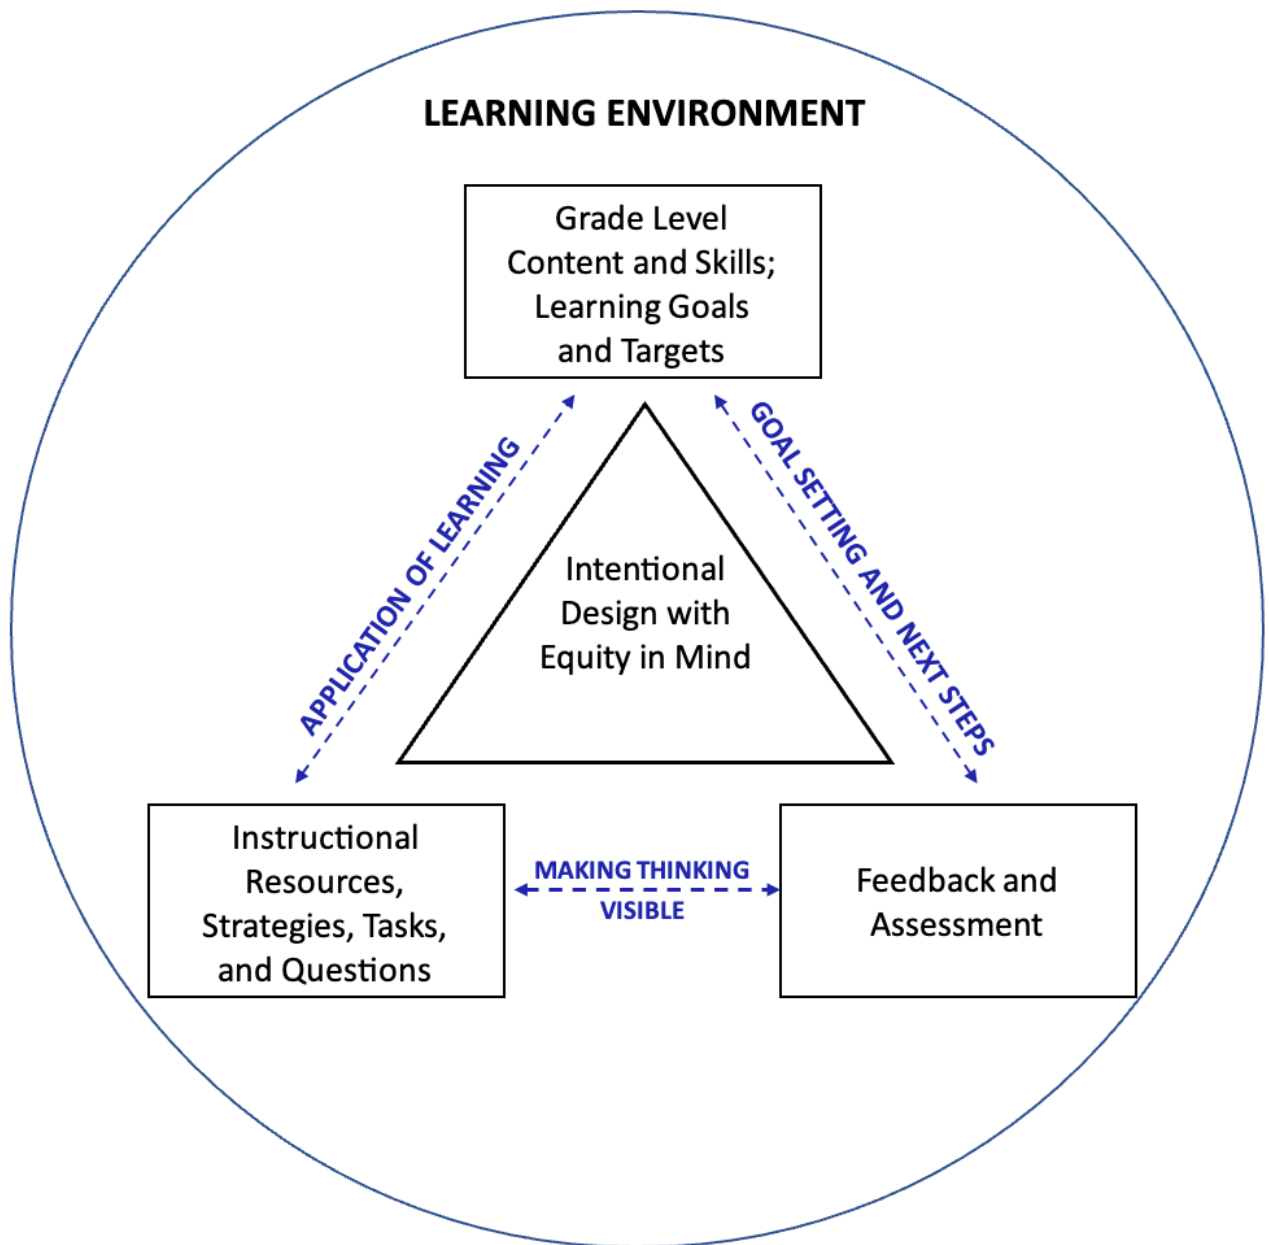 LEARNING ENVIRONMENT
Grade Level
Content and Skills;
Learning Goals
and Targets
APPLICATION OF LEARNING
GOAL SETTING AND NEXT STEPS
Intentional
Design with
Equity in Mind
Instructional
Resources,
Strategies, Tasks,
and Questions
MAKING THINKING
VISIBLE
Feedback and
Assessment